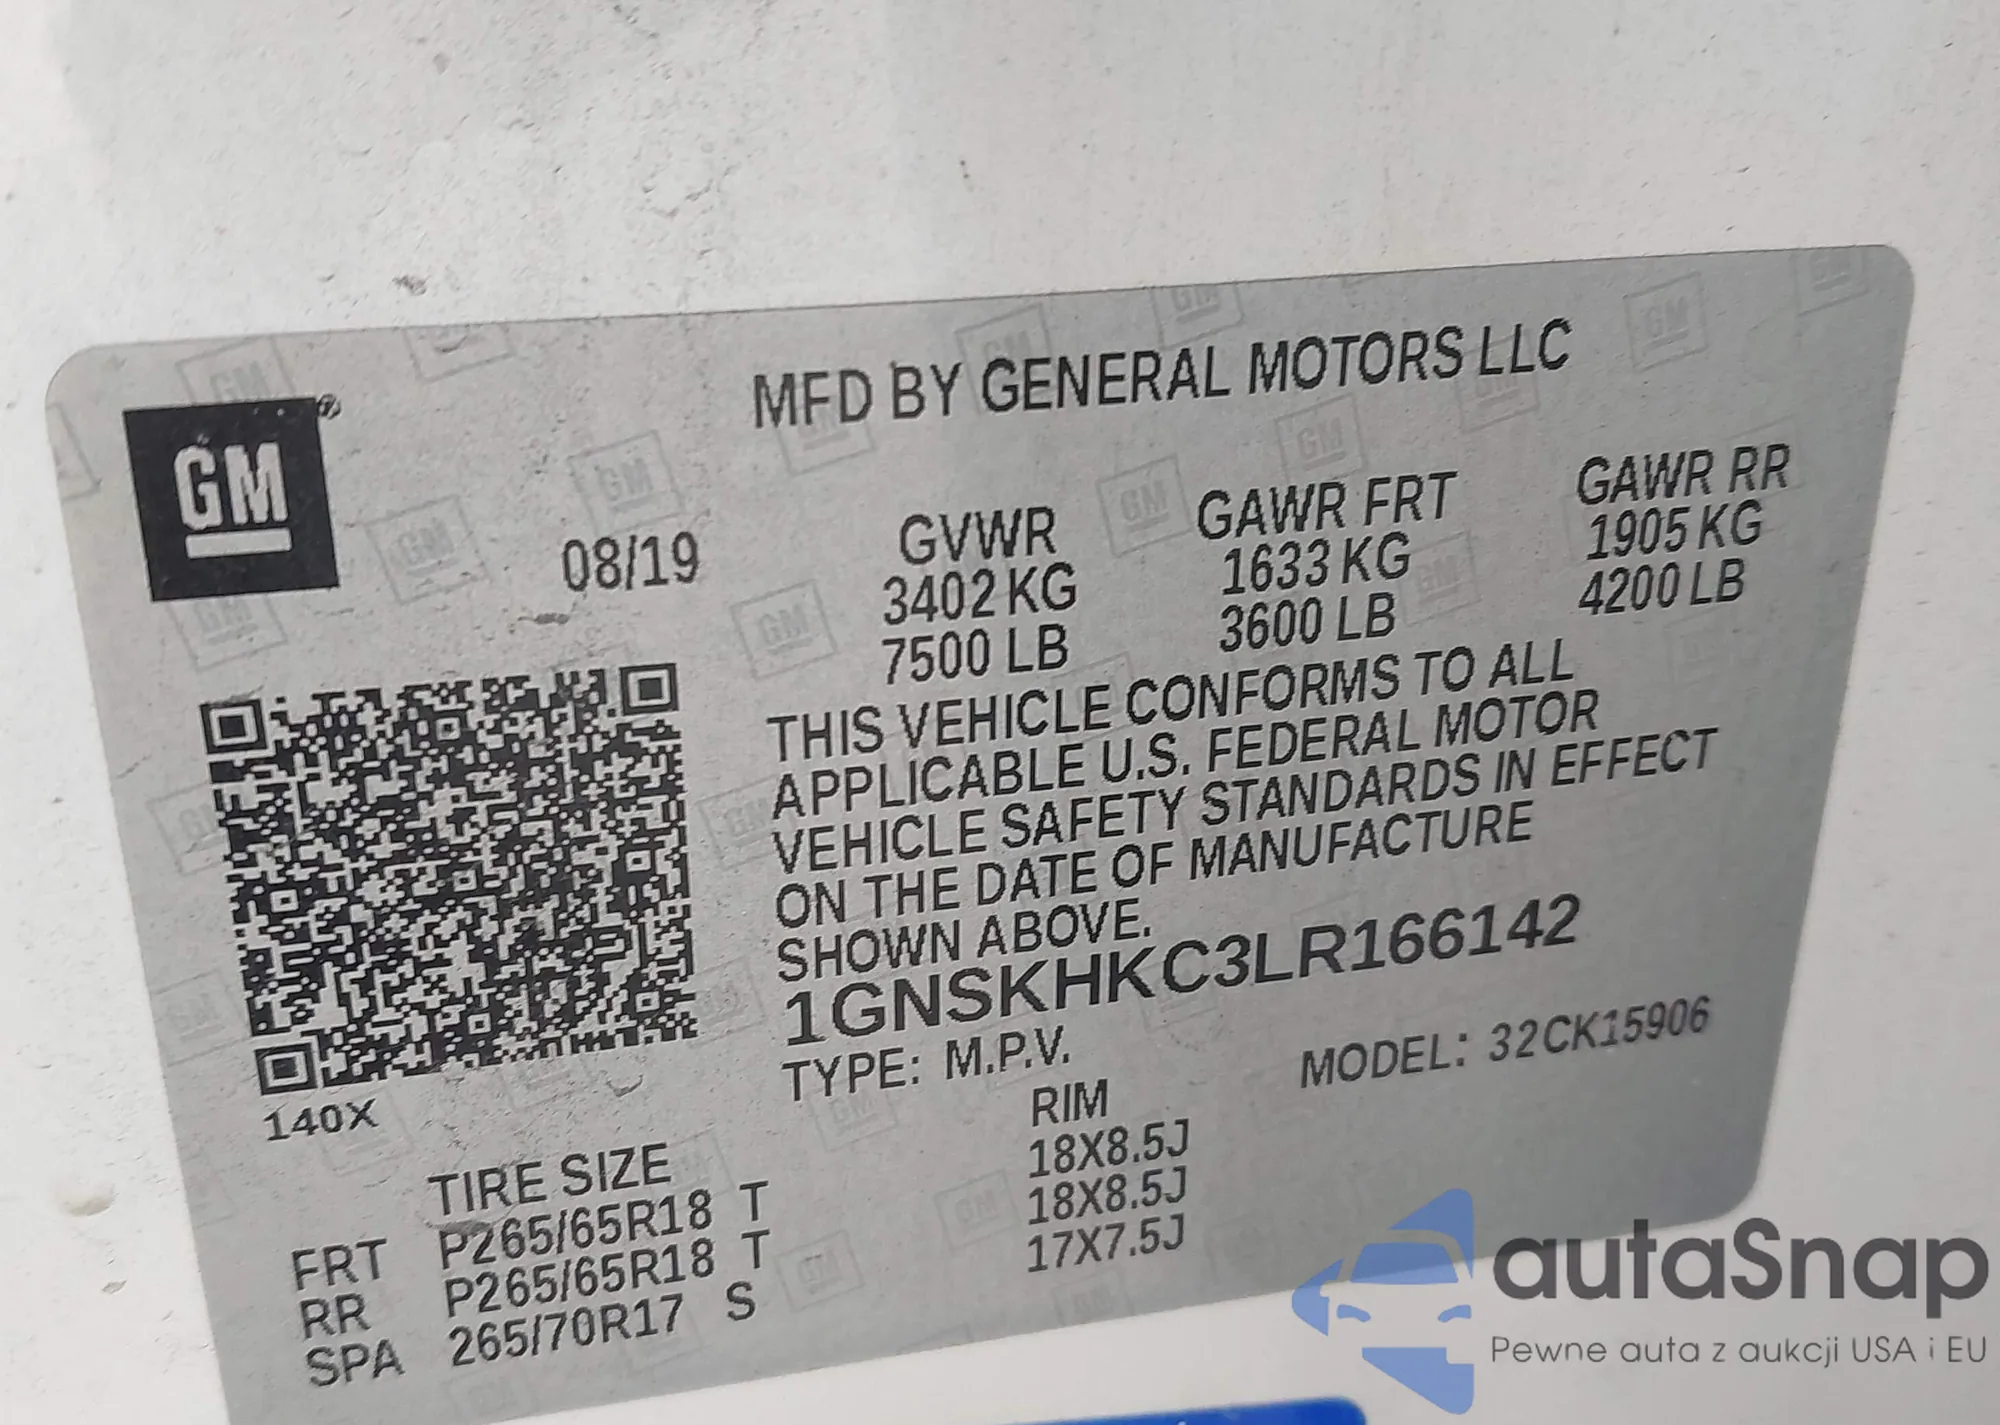 MFD BY GENERAL MOTORS LLC
GM ®
08/19
GVWR GAWR FRT GAWR RR
3402 KG 1633 KG 1905 KG
7500 LB 3600 LB 4200 LB
THIS VEHICLE CONFORMS TO ALL
APPLICABLE U.S. FEDERAL MOTOR
VEHICLE SAFETY STANDARDS IN EFFECT
ON THE DATE OF MANUFACTURE
SHOWN ABOVE.
1GNSKHKC3LR166142
TYPE: M.P.V. MODEL: 32CK15906
140X
TIRE SIZE RIM
FRT P265/65R18 T 18X8.5J
RR P265/65R18 T 18X8.5J
SPA 265/70R17 S 17X7.5J
autaSnap
Pewne auta z aukcji USA i EU